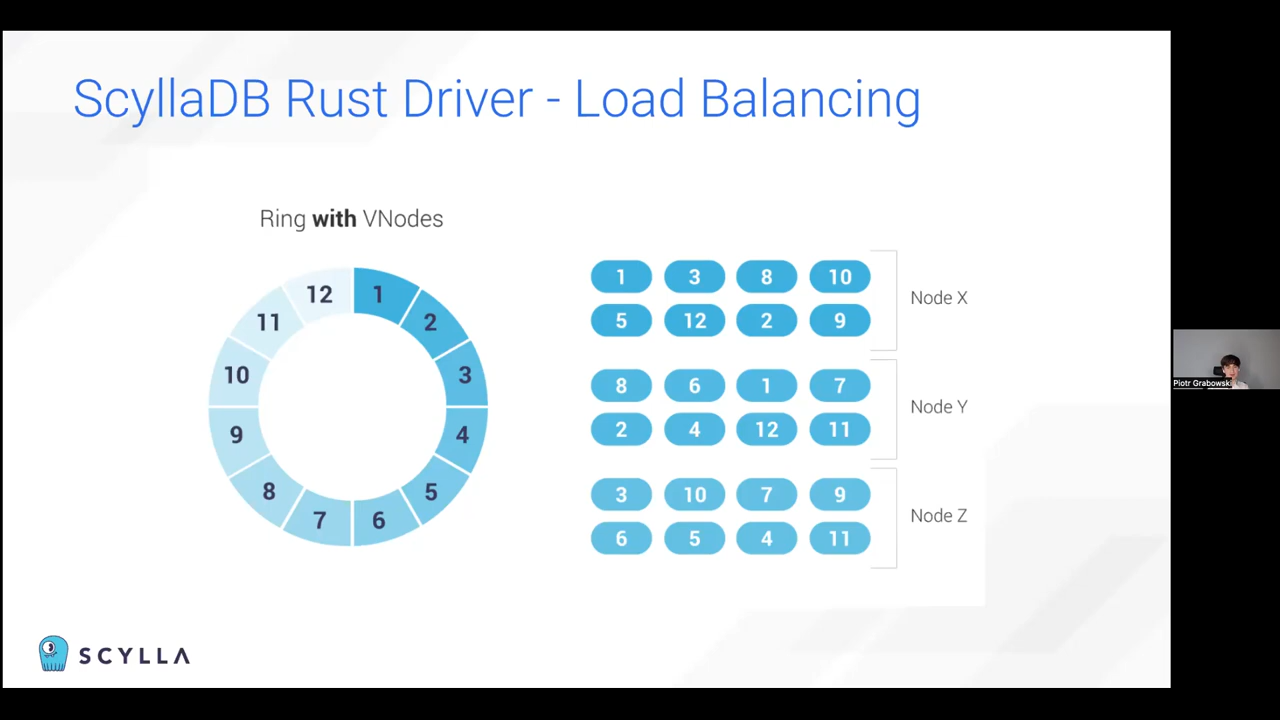 ScyllaDB Rust Driver - Load Balancing
Ring with VNodes
12 1
11 2
10 3
9 4
8 5
7 6
1 3 8 10
5 12 2 9
Node X
8 6 1 7
2 4 12 11
Node Y
3 10 7 9
6 5 4 11
Node Z
SCYLLA
Piotr Grabowski